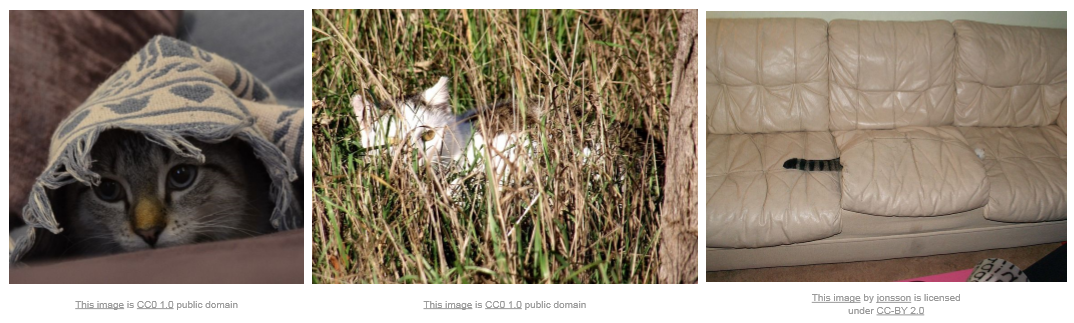 This image is CC0 1.0 public domain
This image is CC0 1.0 public domain
This image by jonsson is licensed
under CC-BY 2.0